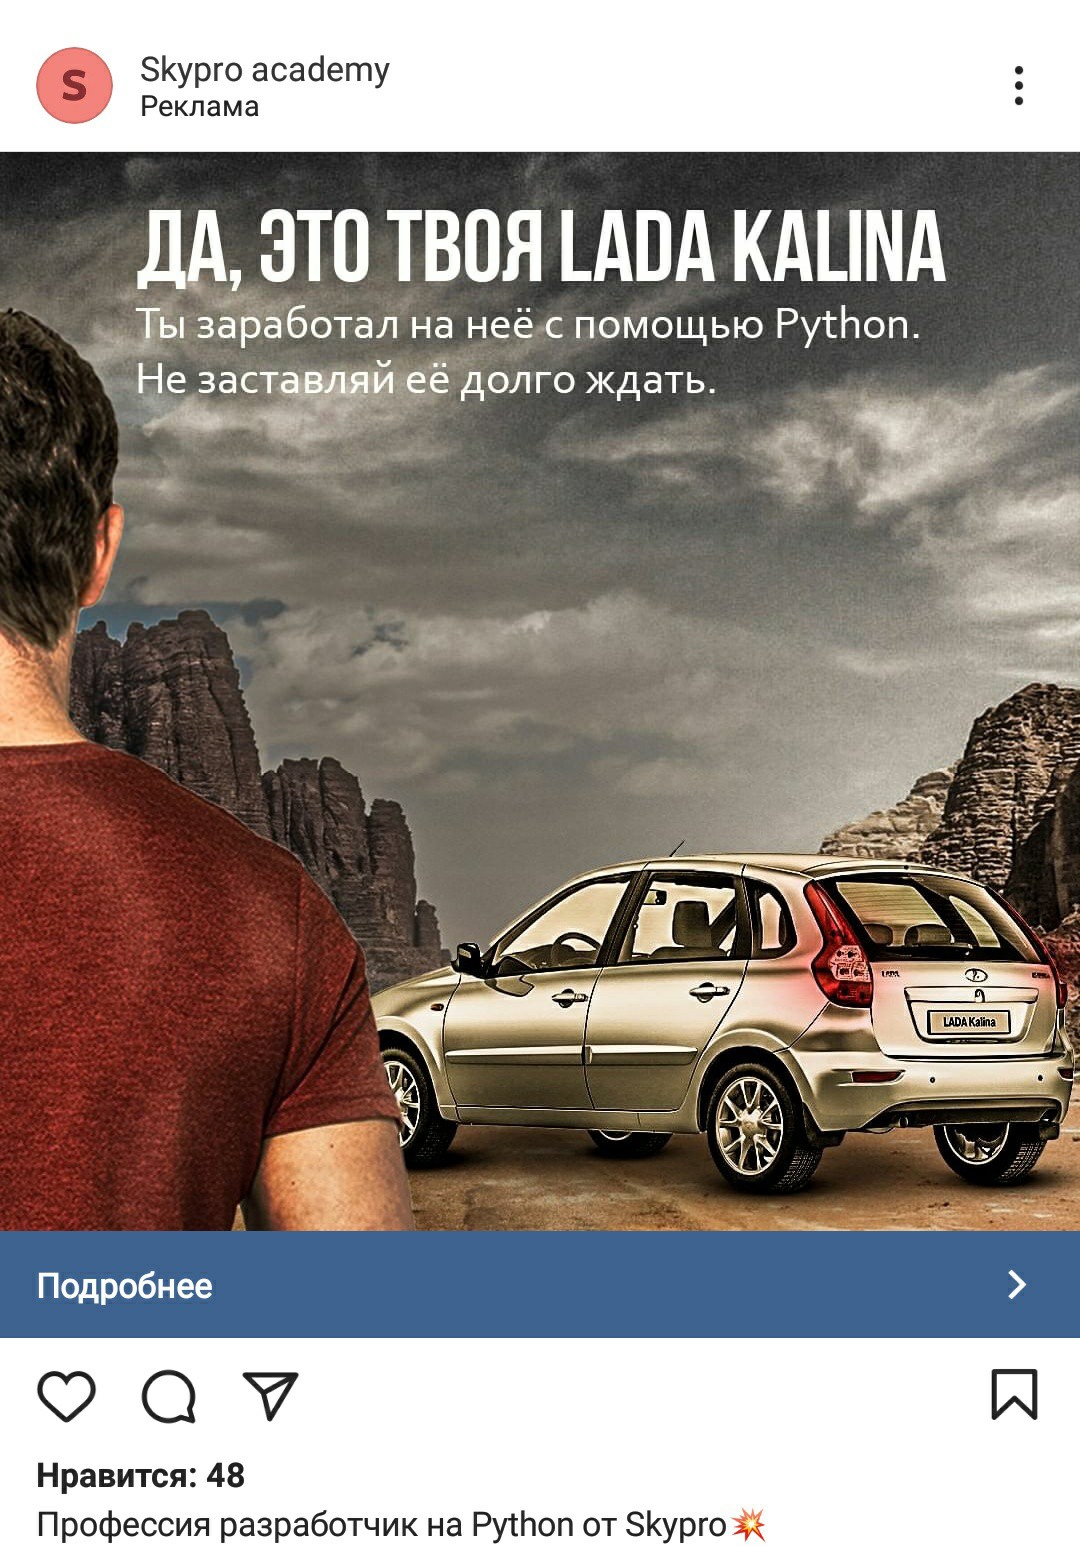 S
Skypro academy
Реклама
ДА, ЭТО ТВОЯ LADA KALINA
Ты заработал на неё с помощью Python.
Не заставляй её долго ждать.
LADA
LADA Kalina
Подробнее
Нравится: 48
Профессия разработчик на Python от Skypro